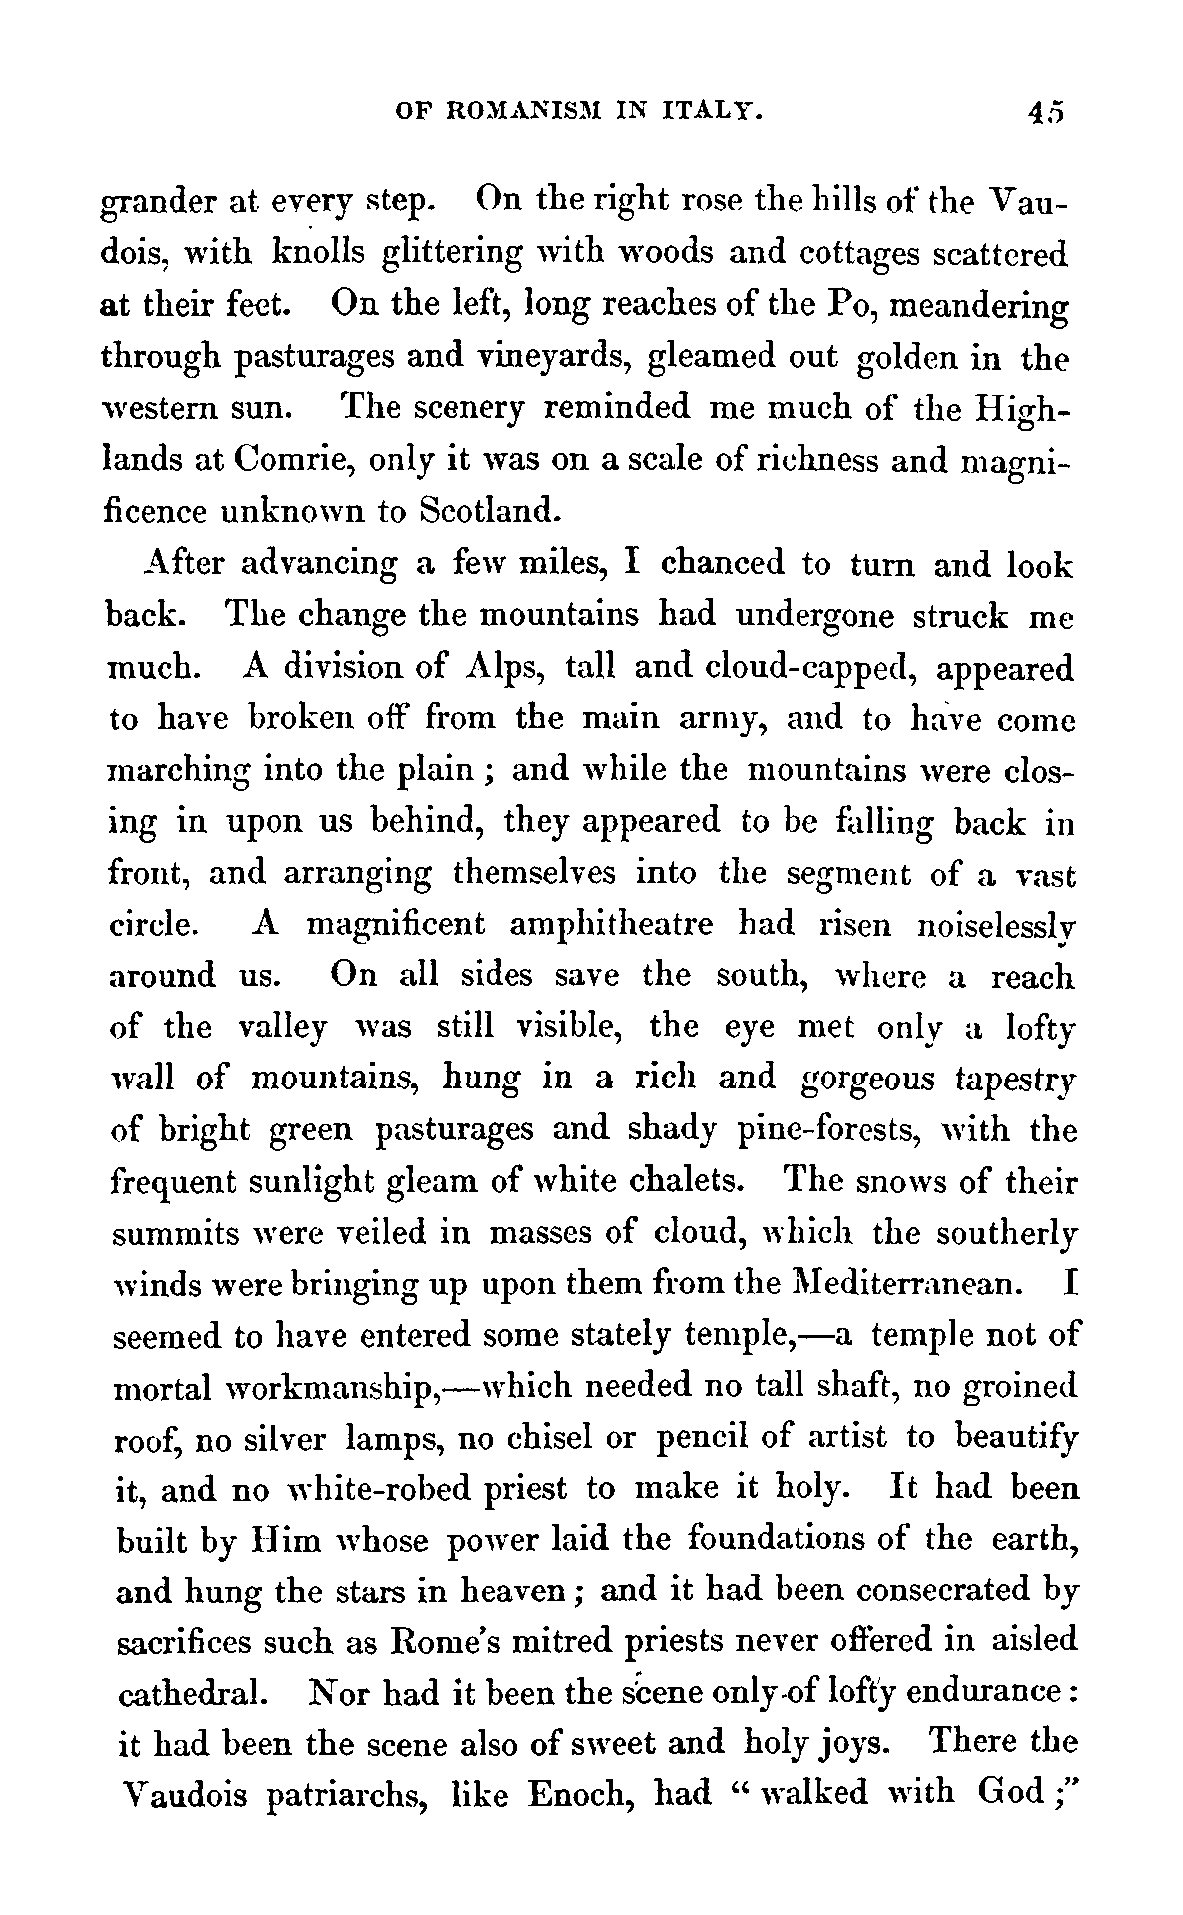 OF ROMANISM IN ITALY. 45
grander at every step. On the right rose the hills of the Vau-
dois, with knolls glittering with woods and cottages scattered
at their feet. On the left, long reaches of the Po, meandering
through pasturages and vineyards, gleamed out golden in the
western sun. The scenery reminded me much of the High-
lands at Comrie, only it was on a scale of richness and magni-
ficence unknown to Scotland.
After advancing a few miles, I chanced to turn and look
back. The change the mountains had undergone struck me
much. A division of Alps, tall and cloud-capped, appeared
to have broken off from the main army, and to have come
marching into the plain ; and while the mountains were clos-
ing in upon us behind, they appeared to be falling back in
front, and arranging themselves into the segment of a vast
circle. A magnificent amphitheatre had risen noiselessly
around us. On all sides save the south, where a reach
of the valley was still visible, the eye met only a lofty
wall of mountains, hung in a rich and gorgeous tapestry
of bright green pasturages and shady pine-forests, with the
frequent sunlight gleam of white chalets. The snows of their
summits were veiled in masses of cloud, which the southerly
winds were bringing up upon them from the Mediterranean. I
seemed to have entered some stately temple,—a temple not of
mortal workmanship,—which needed no tall shaft, no groined
roof, no silver lamps, no chisel or pencil of artist to beautify
it, and no white-robed priest to make it holy. It had been
built by Him whose power laid the foundations of the earth,
and hung the stars in heaven ; and it had been consecrated by
sacrifices such as Rome's mitred priests never offered in aisled
cathedral. Nor had it been the scene only of lofty endurance :
it had been the scene also of sweet and holy joys. There the
Vaudois patriarchs, like Enoch, had “ walked with God ;”